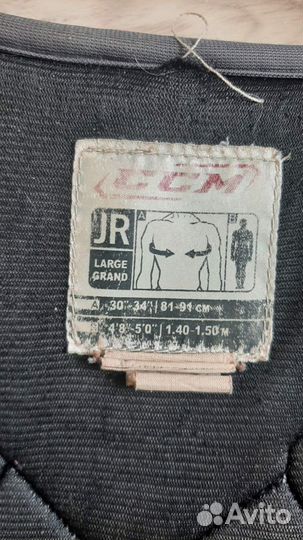 CCM
JR
A
B
LARGE
GRAND
A 30"-34" | 81-91 CM
B 4'8"-5'0" | 1.40-1.50 M
Avito